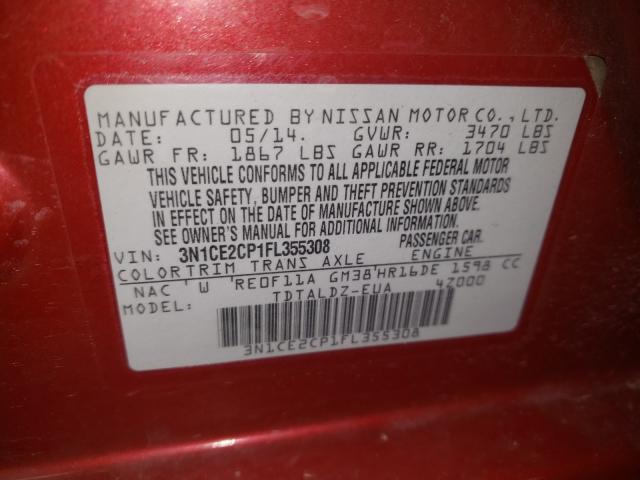 MANUFACTURED BY NISSAN MOTOR CO., LTD.
DATE: 05/14. GVWR: 3470 LBS
GAWR FR: 1867 LBS GAWR RR: 1704 LBS
THIS VEHICLE CONFORMS TO ALL APPLICABLE FEDERAL MOTOR
VEHICLE SAFETY, BUMPER AND THEFT PREVENTION STANDARDS
IN EFFECT ON THE DATE OF MANUFACTURE SHOWN ABOVE.
SEE OWNER'S MANUAL FOR ADDITIONAL INFORMATION.
VIN: 3N1CE2CP1FL355308 PASSENGER CAR.
COLOR TRIM TRANS AXLE ENGINE
NAC 'W 'RE0F11A GM38'HR16DE 1598 CC
MODEL: TDTALDZ-EUA 42000
3N1CE2CP1FL355308